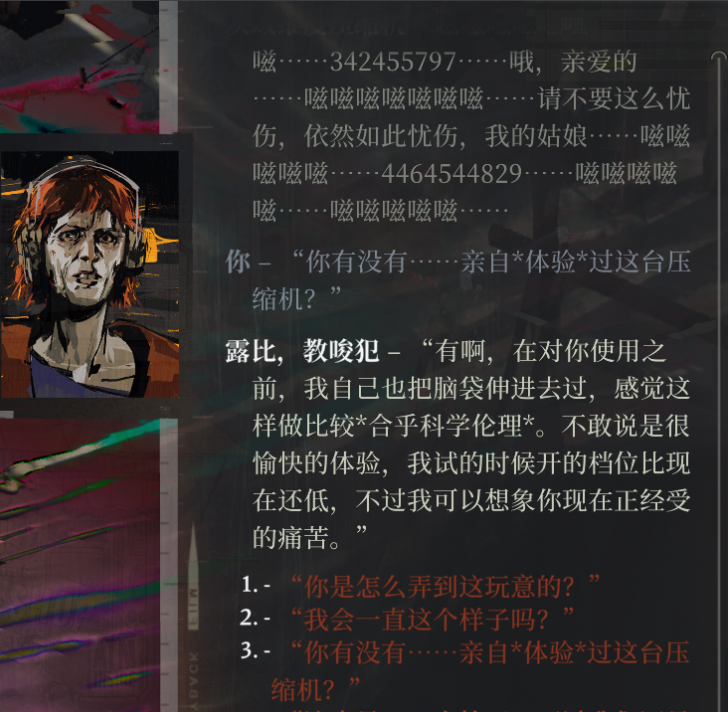 嗞……342455797……哦，亲爱的
……嗞嗞嗞嗞嗞嗞嗞……请不要这么忧
伤，依然如此忧伤，我的姑娘……嗞嗞
嗞嗞嗞……4464544829……嗞嗞嗞嗞
嗞……嗞嗞嗞嗞嗞……
你 – “你有没有……亲自*体验*过这台压
缩机？”
露比，教唆犯 – “有啊，在对你使用之
前，我自己也把脑袋伸进去过，感觉这
样做比较*合乎科学伦理*。不敢说是很
愉快的体验，我试的时候开的档位比现
在还低，不过我可以想象你现在正经受
的痛苦。”
1. - “你是怎么弄到这玩意的？”
2. - “我会一直这个样子吗？”
3. - “你有没有……亲自*体验*过这台压
缩机？”